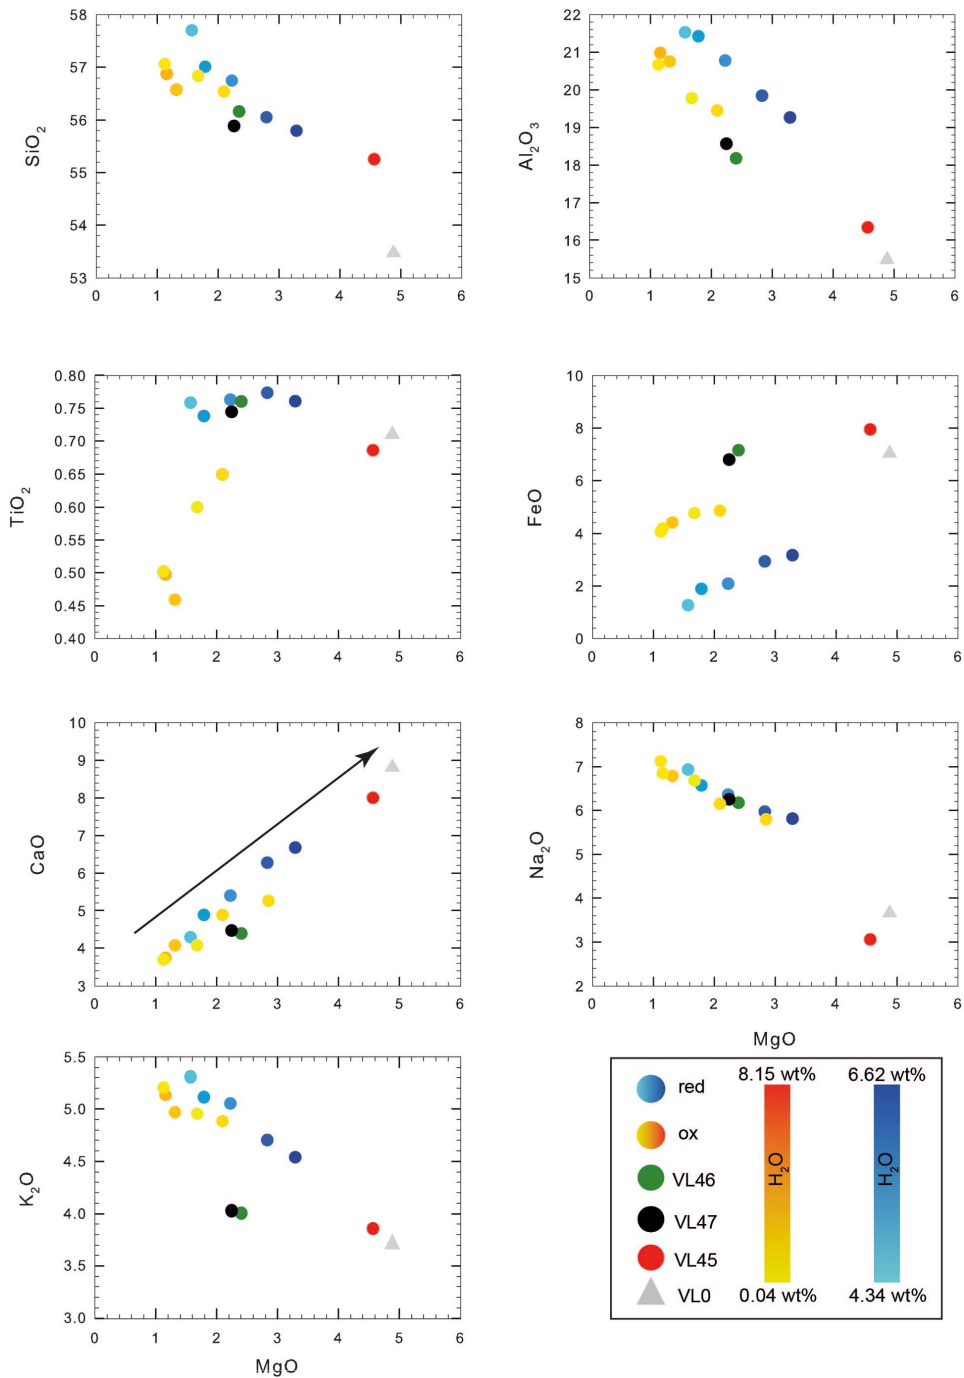 58
57
56
55
54
53
SiO2
0 1 2 3 4 5 6
22
21
20
19
18
17
16
15
Al2O3
0 1 2 3 4 5 6
0.80
0.75
0.70
0.65
0.60
0.55
0.50
0.45
0.40
TiO2
0 1 2 3 4 5 6
10
8
6
4
2
0
FeO
0 1 2 3 4 5 6
10
9
8
7
6
5
4
3
CaO
0 1 2 3 4 5 6
8
7
6
5
4
3
2
Na2O
0 1 2 3 4 5 6
MgO
5.5
5.0
4.5
4.0
3.5
3.0
K2O
0 1 2 3 4 5 6
MgO
red
ox
VL46
VL47
VL45
VL0
8.15 wt%
H2O
0.04 wt%
6.62 wt%
H2O
4.34 wt%